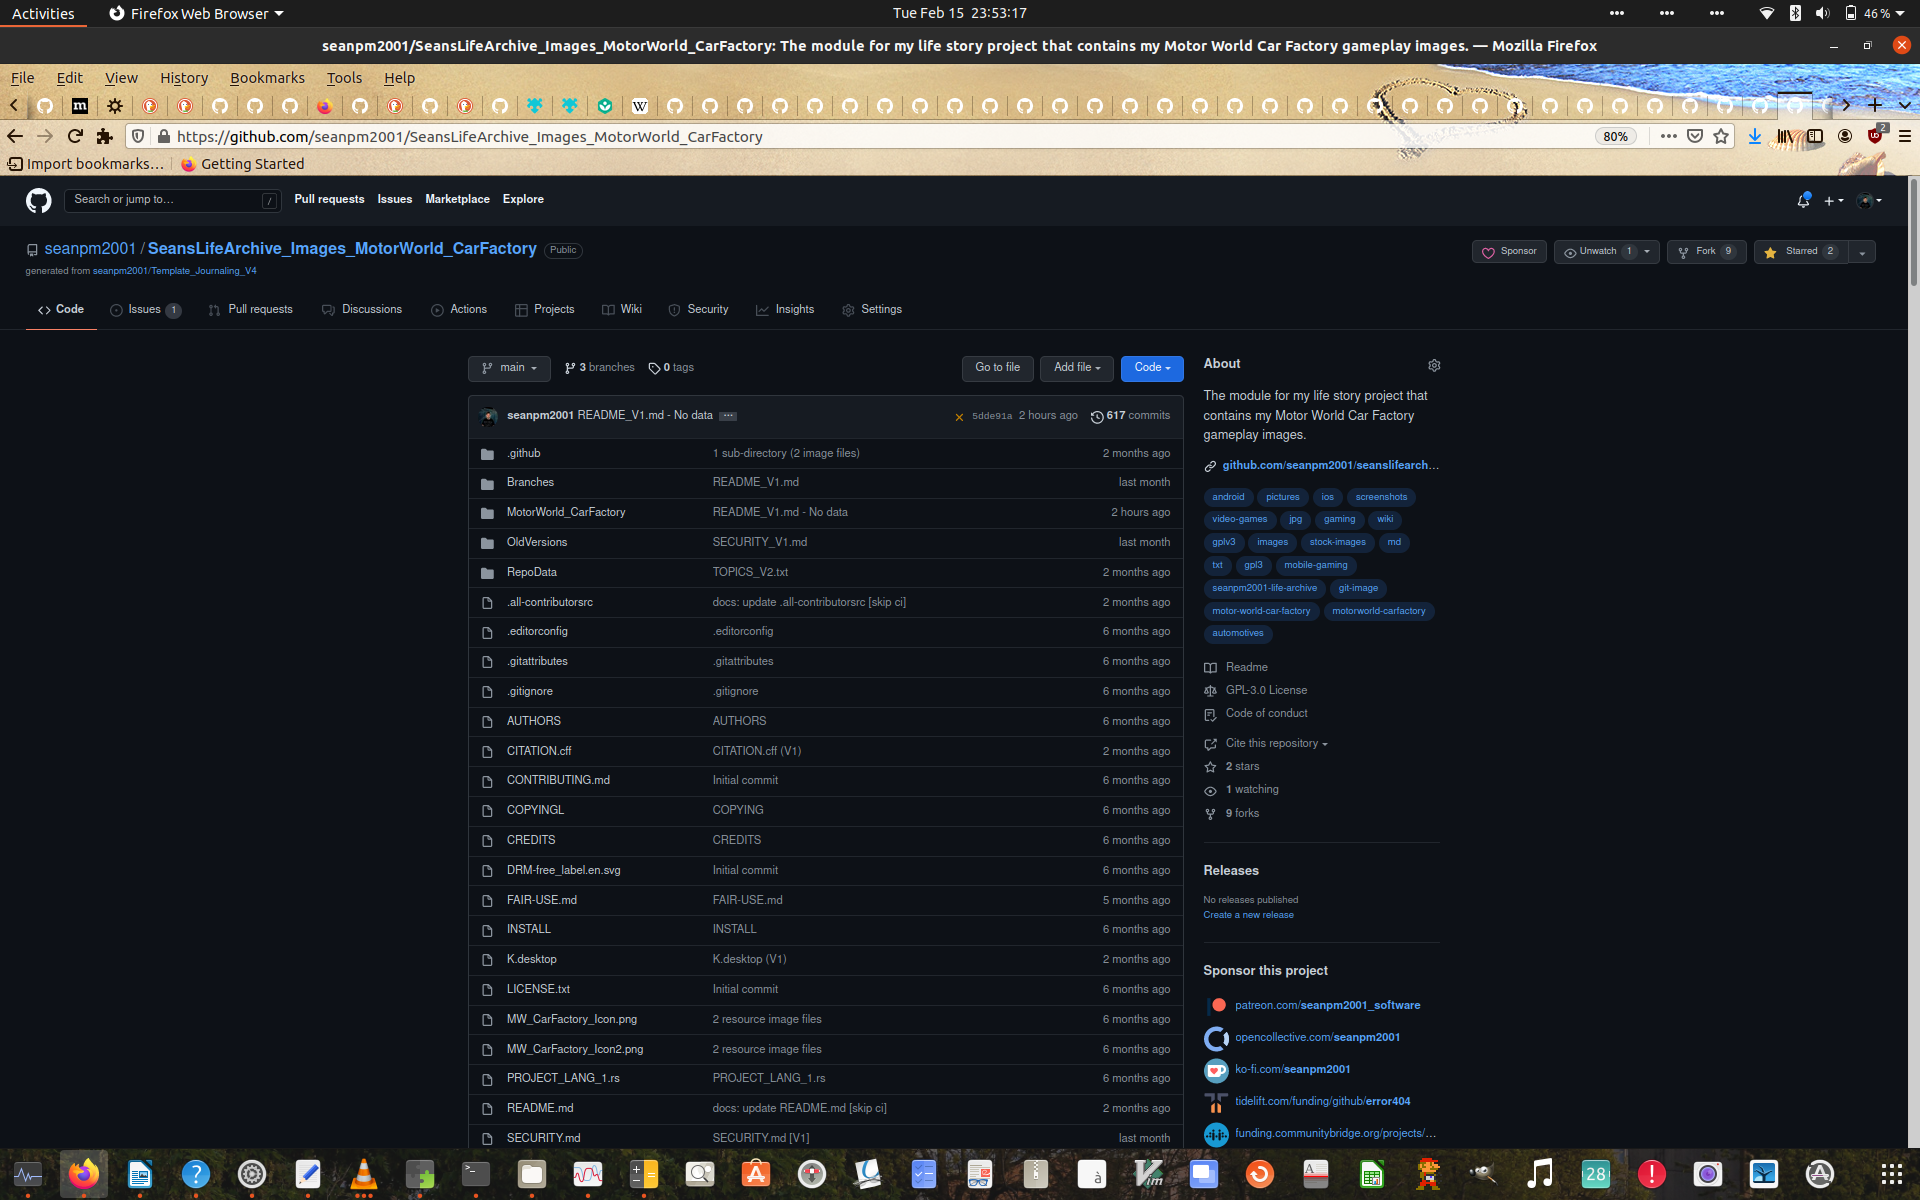 Activities Firefox Web Browser Tue Feb 15 23:53:17 46 %
seanpm2001/SeansLifeArchive_Images_MotorWorld_CarFactory: The module for my life story project that contains my Motor World Car Factory gameplay images. — Mozilla Firefox
File Edit View History Bookmarks Tools Help
https://github.com/seanpm2001/SeansLifeArchive_Images_MotorWorld_CarFactory 80% 2
Import bookmarks… Getting Started
Search or jump to… / Pull requests Issues Marketplace Explore
seanpm2001 / SeansLifeArchive_Images_MotorWorld_CarFactory Public Sponsor Unwatch 1 Fork 9 Starred 2
generated from seanpm2001/Template_Journaling_V4
Code Issues 1 Pull requests Discussions Actions Projects Wiki Security Insights Settings
main 3 branches 0 tags Go to file Add file Code
seanpm2001 README_V1.md - No data ... 5dde91a 2 hours ago 617 commits
.github 1 sub-directory (2 image files) 2 months ago
Branches README_V1.md last month
MotorWorld_CarFactory README_V1.md - No data 2 hours ago
OldVersions SECURITY_V1.md last month
RepoData TOPICS_V2.txt 2 months ago
.all-contributorsrc docs: update .all-contributorsrc [skip ci] 2 months ago
.editorconfig .editorconfig 6 months ago
.gitattributes .gitattributes 6 months ago
.gitignore .gitignore 6 months ago
AUTHORS AUTHORS 6 months ago
CITATION.cff CITATION.cff (V1) 2 months ago
CONTRIBUTING.md Initial commit 6 months ago
COPYINGL COPYING 6 months ago
CREDITS CREDITS 6 months ago
DRM-free_label.en.svg Initial commit 6 months ago
FAIR-USE.md FAIR-USE.md 5 months ago
INSTALL INSTALL 6 months ago
K.desktop K.desktop (V1) 2 months ago
LICENSE.txt Initial commit 6 months ago
MW_CarFactory_Icon.png 2 resource image files 6 months ago
MW_CarFactory_Icon2.png 2 resource image files 6 months ago
PROJECT_LANG_1.rs PROJECT_LANG_1.rs 6 months ago
README.md docs: update README.md [skip ci] 2 months ago
SECURITY.md SECURITY.md [V1] last month
About
The module for my life story project that
contains my Motor World Car Factory
gameplay images.
github.com/seanpm2001/seanslifearch…
android pictures ios screenshots
video-games jpg gaming wiki
gplv3 images stock-images md
txt gpl3 mobile-gaming
seanpm2001-life-archive git-image
motor-world-car-factory motorworld-carfactory
automotives
Readme
GPL-3.0 License
Code of conduct
Cite this repository
2 stars
1 watching
9 forks
Releases
No releases published
Create a new release
Sponsor this project
patreon.com/seanpm2001_software
opencollective.com/seanpm2001
ko-fi.com/seanpm2001
tidelift.com/funding/github/error404
funding.communitybridge.org/projects/…
28